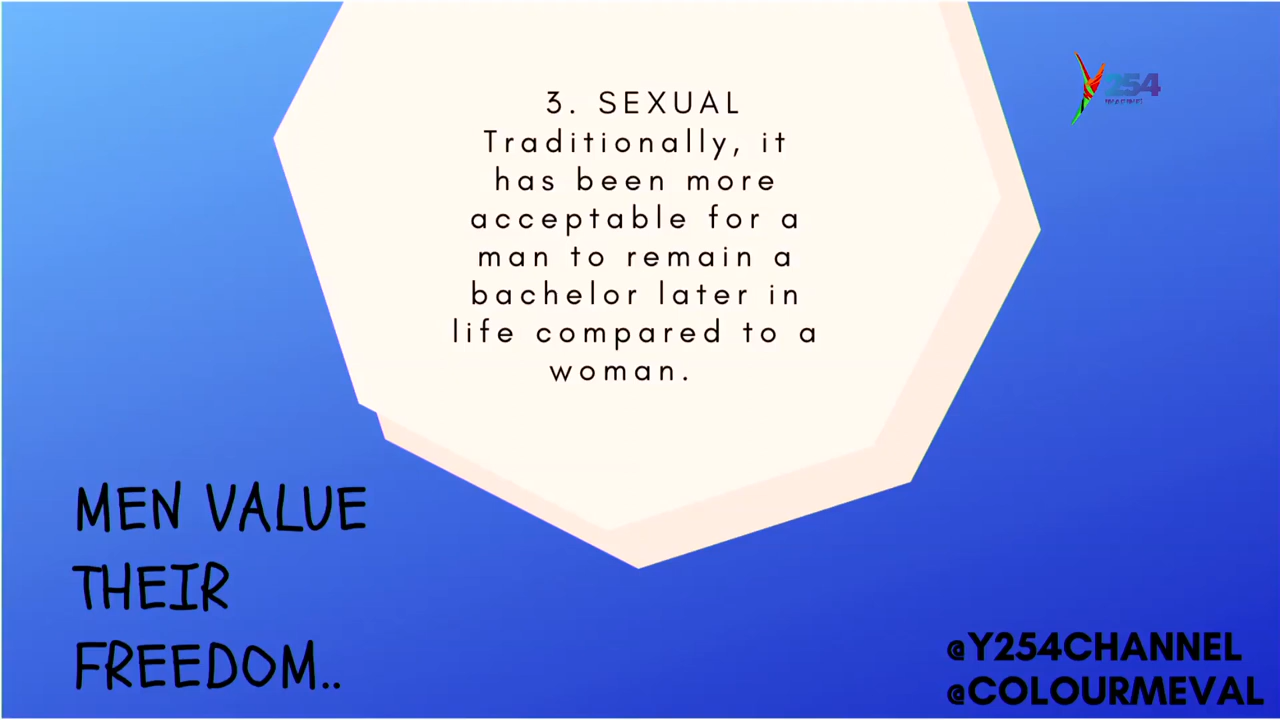 3. SEXUAL
Traditionally, it
has been more
acceptable for a
man to remain a
bachelor later in
life compared to a
woman.
Y254
MEN VALUE
THEIR
FREEDOM..
@Y254CHANNEL
@COLOURMEVAL